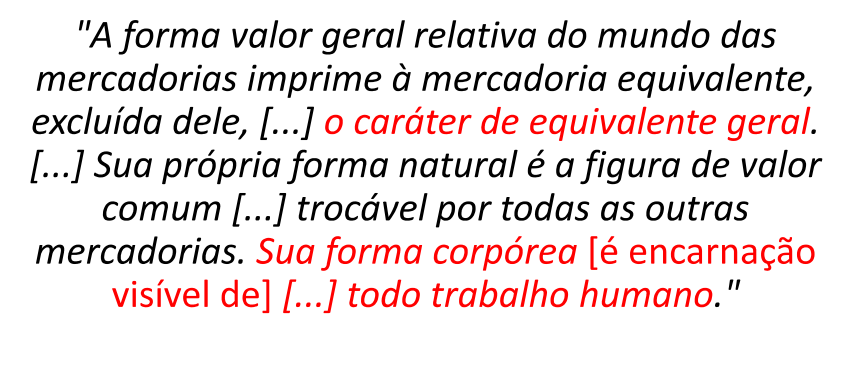 "A forma valor geral relativa do mundo das
mercadorias imprime à mercadoria equivalente,
excluída dele, [...] o caráter de equivalente geral.
[...] Sua própria forma natural é a figura de valor
comum [...] trocável por todas as outras
mercadorias. Sua forma corpórea [é encarnação
visível de] [...] todo trabalho humano."